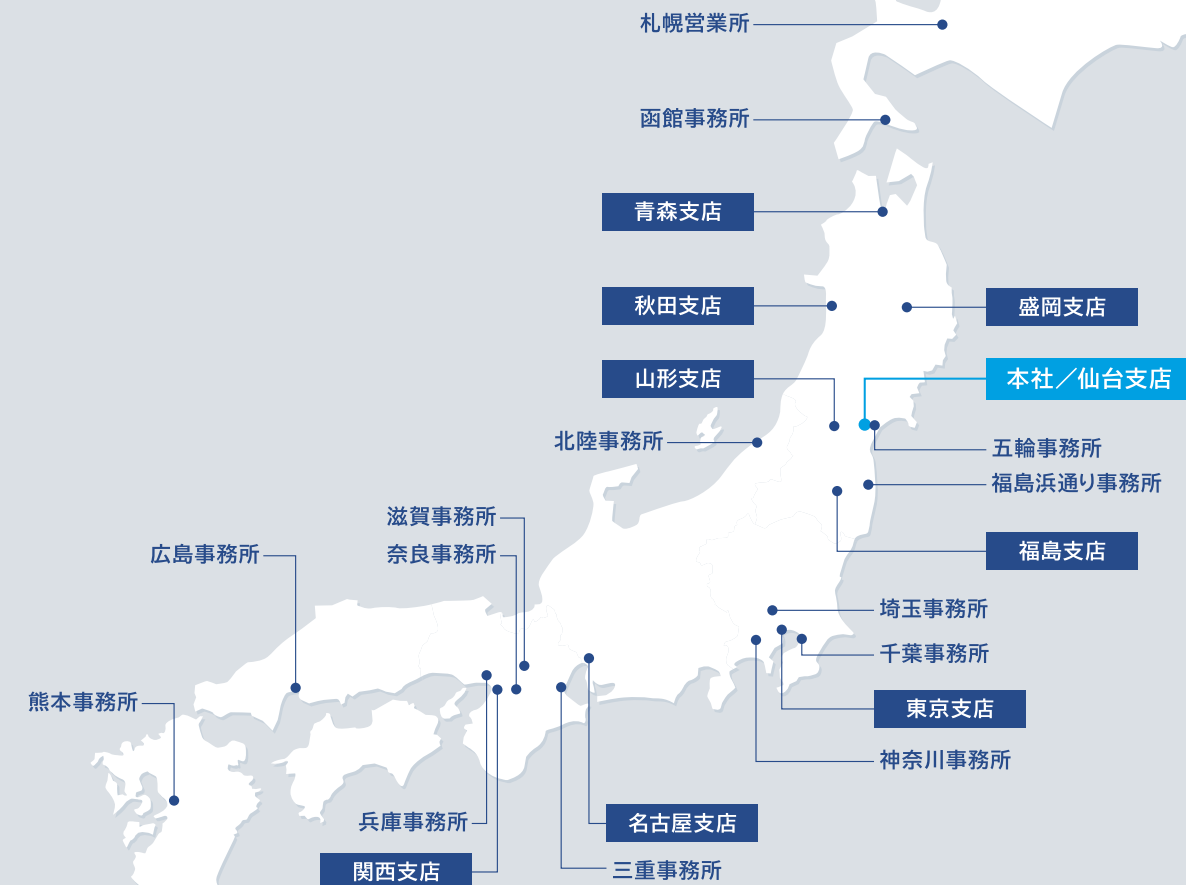 札幌営業所
函館事務所
青森支店
秋田支店
盛岡支店
山形支店
本社／仙台支店
北陸事務所
五輪事務所
福島浜通り事務所
滋賀事務所
広島事務所
奈良事務所
福島支店
埼玉事務所
千葉事務所
熊本事務所
東京支店
神奈川事務所
兵庫事務所
名古屋支店
関西支店
三重事務所